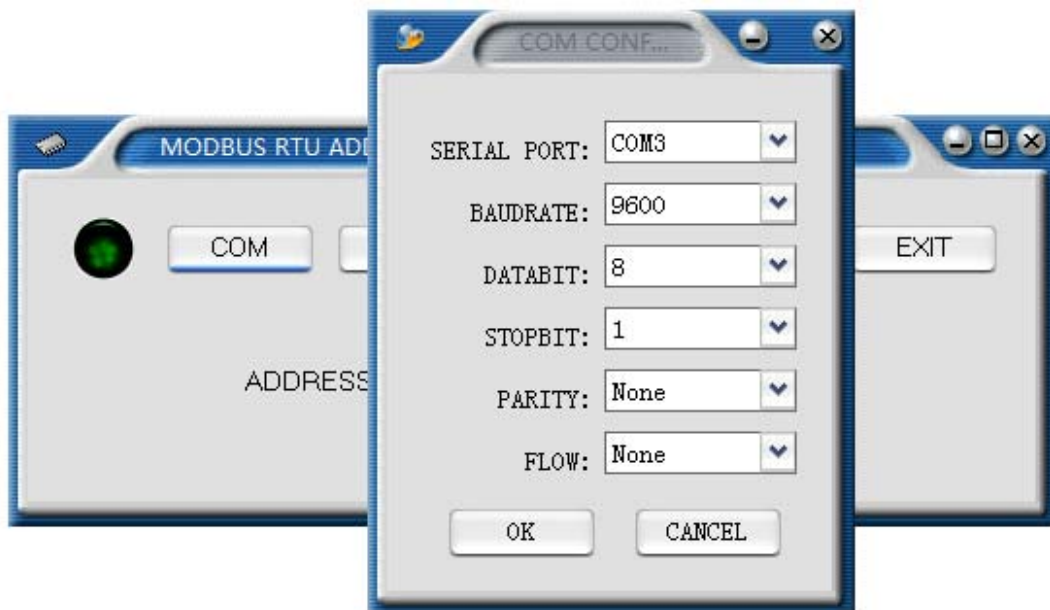 COM CONF...
MODBUS RTU ADD
COM
EXIT
ADDRESS
SERIAL PORT: COM3
BAUDRATE: 9600
DATABIT: 8
STOPBIT: 1
PARITY: None
FLOW: None
OK
CANCEL